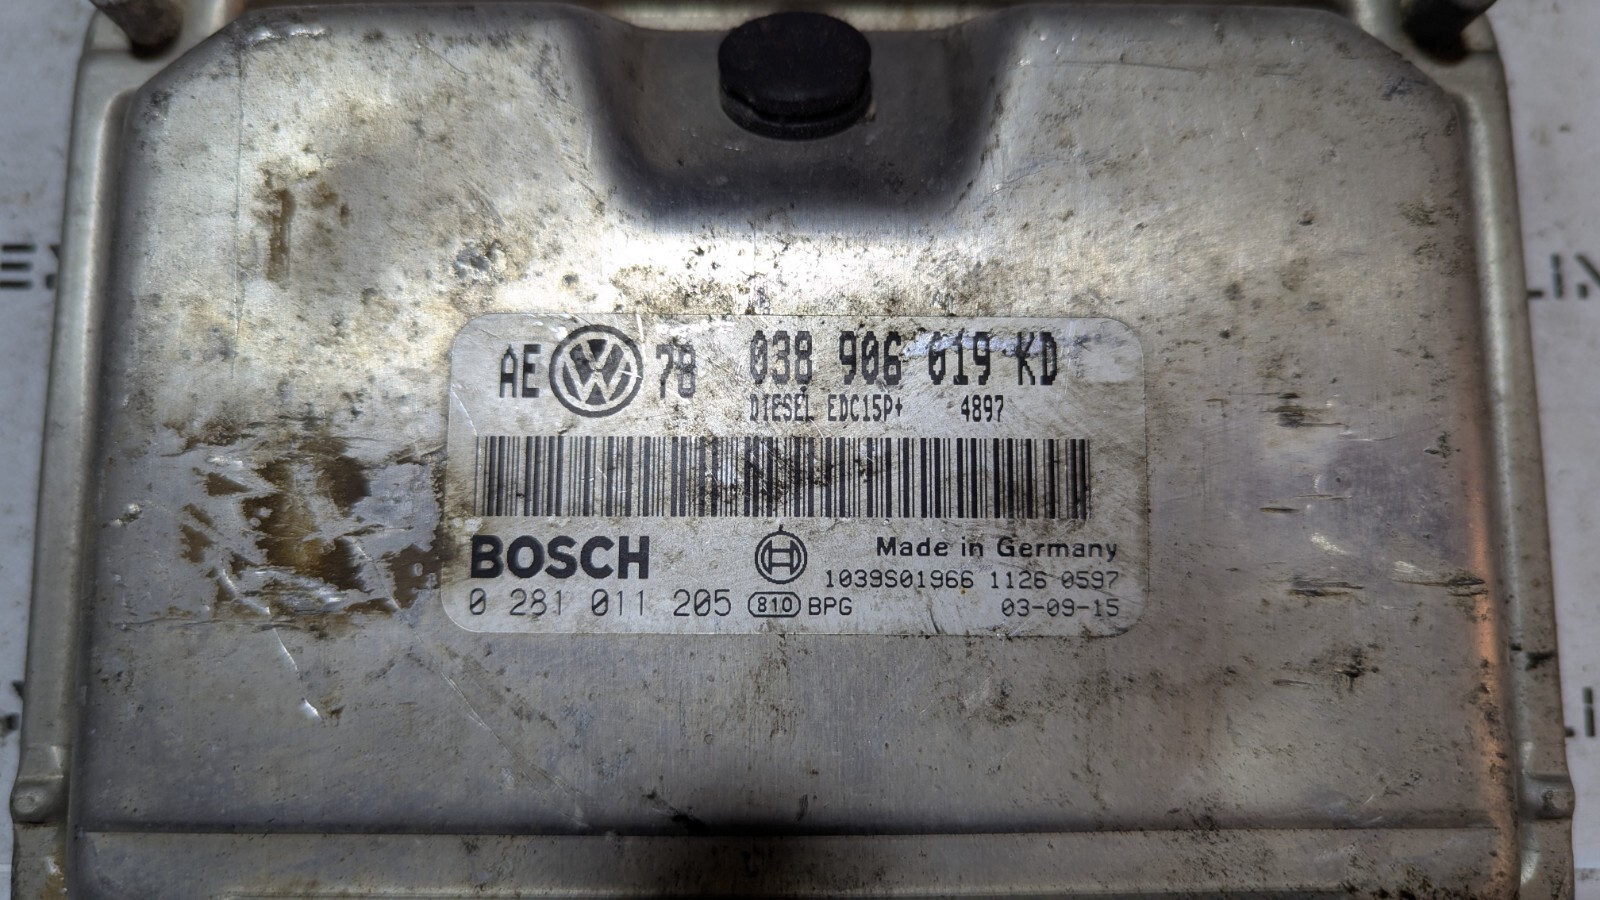 AE 78 038 906 019 KD
DIESEL EDC15P+ 4897
BOSCH
Made in Germany
1039S01966 1126 0597
0 281 011 205 810 BPG 03-09-15